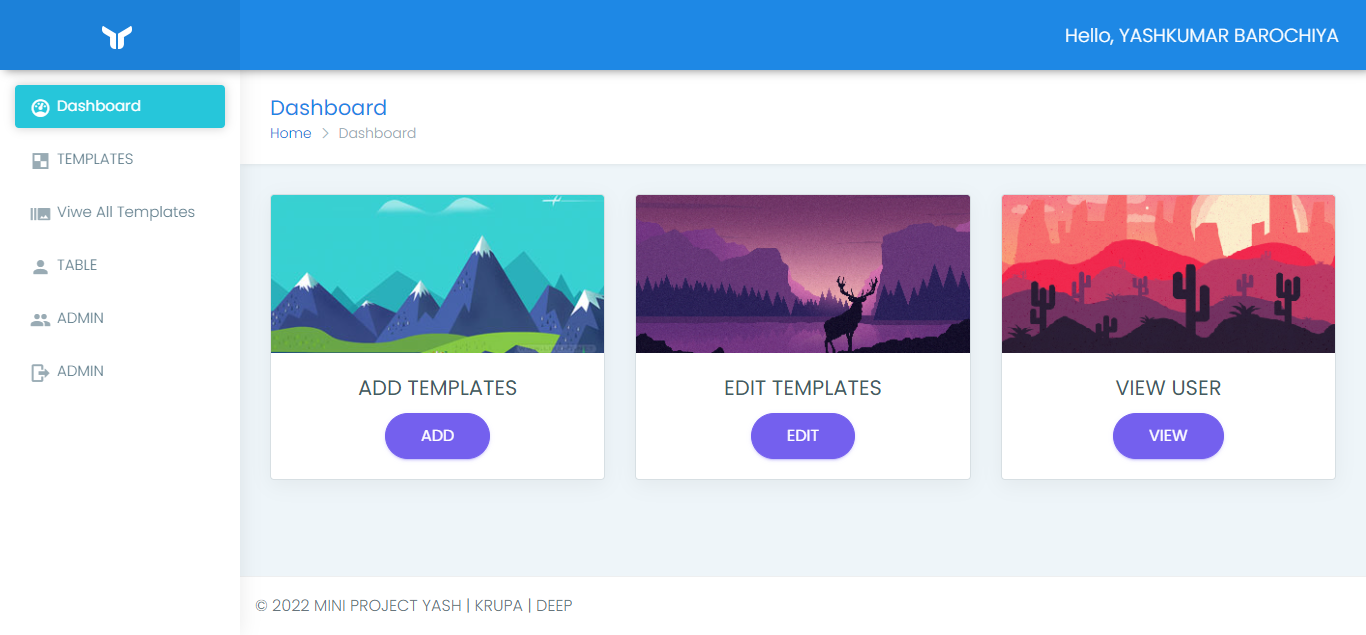 Hello, YASHKUMAR BAROCHIYA
Dashboard
TEMPLATES
Viwe All Templates
TABLE
ADMIN
ADMIN
Dashboard
Home > Dashboard
ADD TEMPLATES
ADD
EDIT TEMPLATES
EDIT
VIEW USER
VIEW
© 2022 MINI PROJECT YASH | KRUPA | DEEP